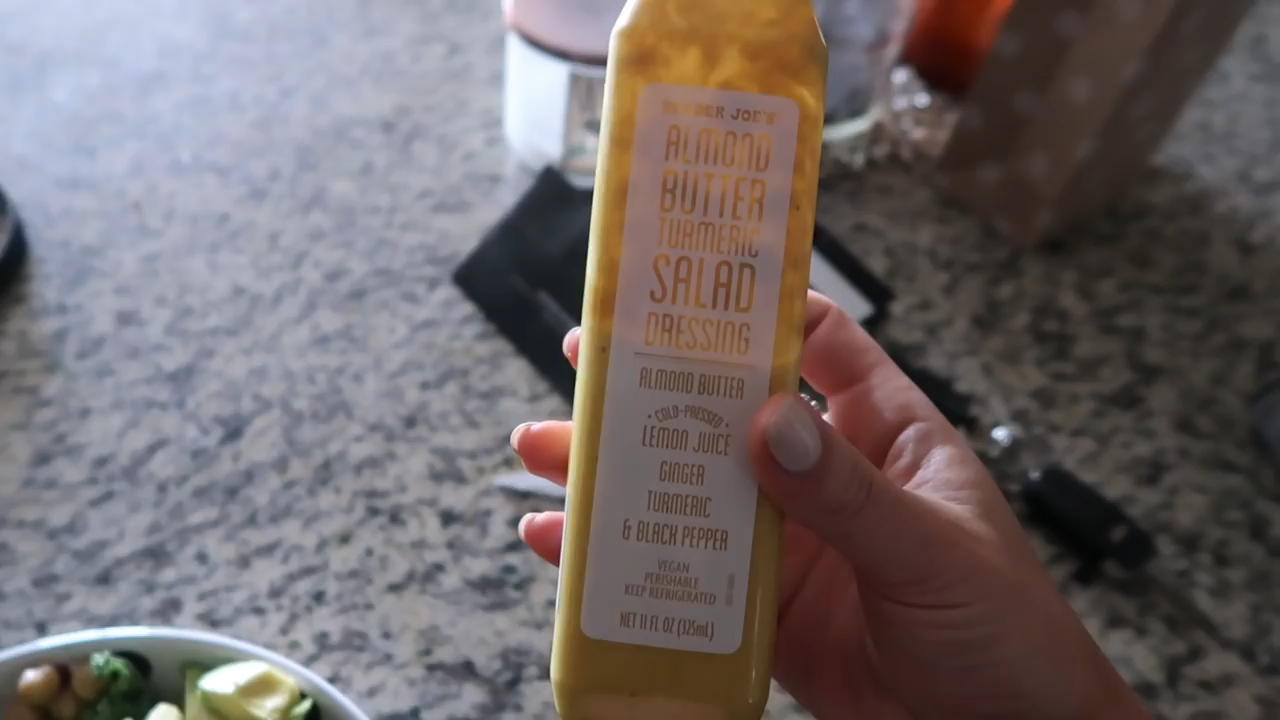 TRADER JOE'S
ALMOND
BUTTER
TURMERIC
SALAD
DRESSING
ALMOND BUTTER
• COLD-PRESSED •
LEMON JUICE
GINGER
TURMERIC
& BLACK PEPPER
VEGAN
PERISHABLE
KEEP REFRIGERATED
NET 11 FL OZ (325mL)